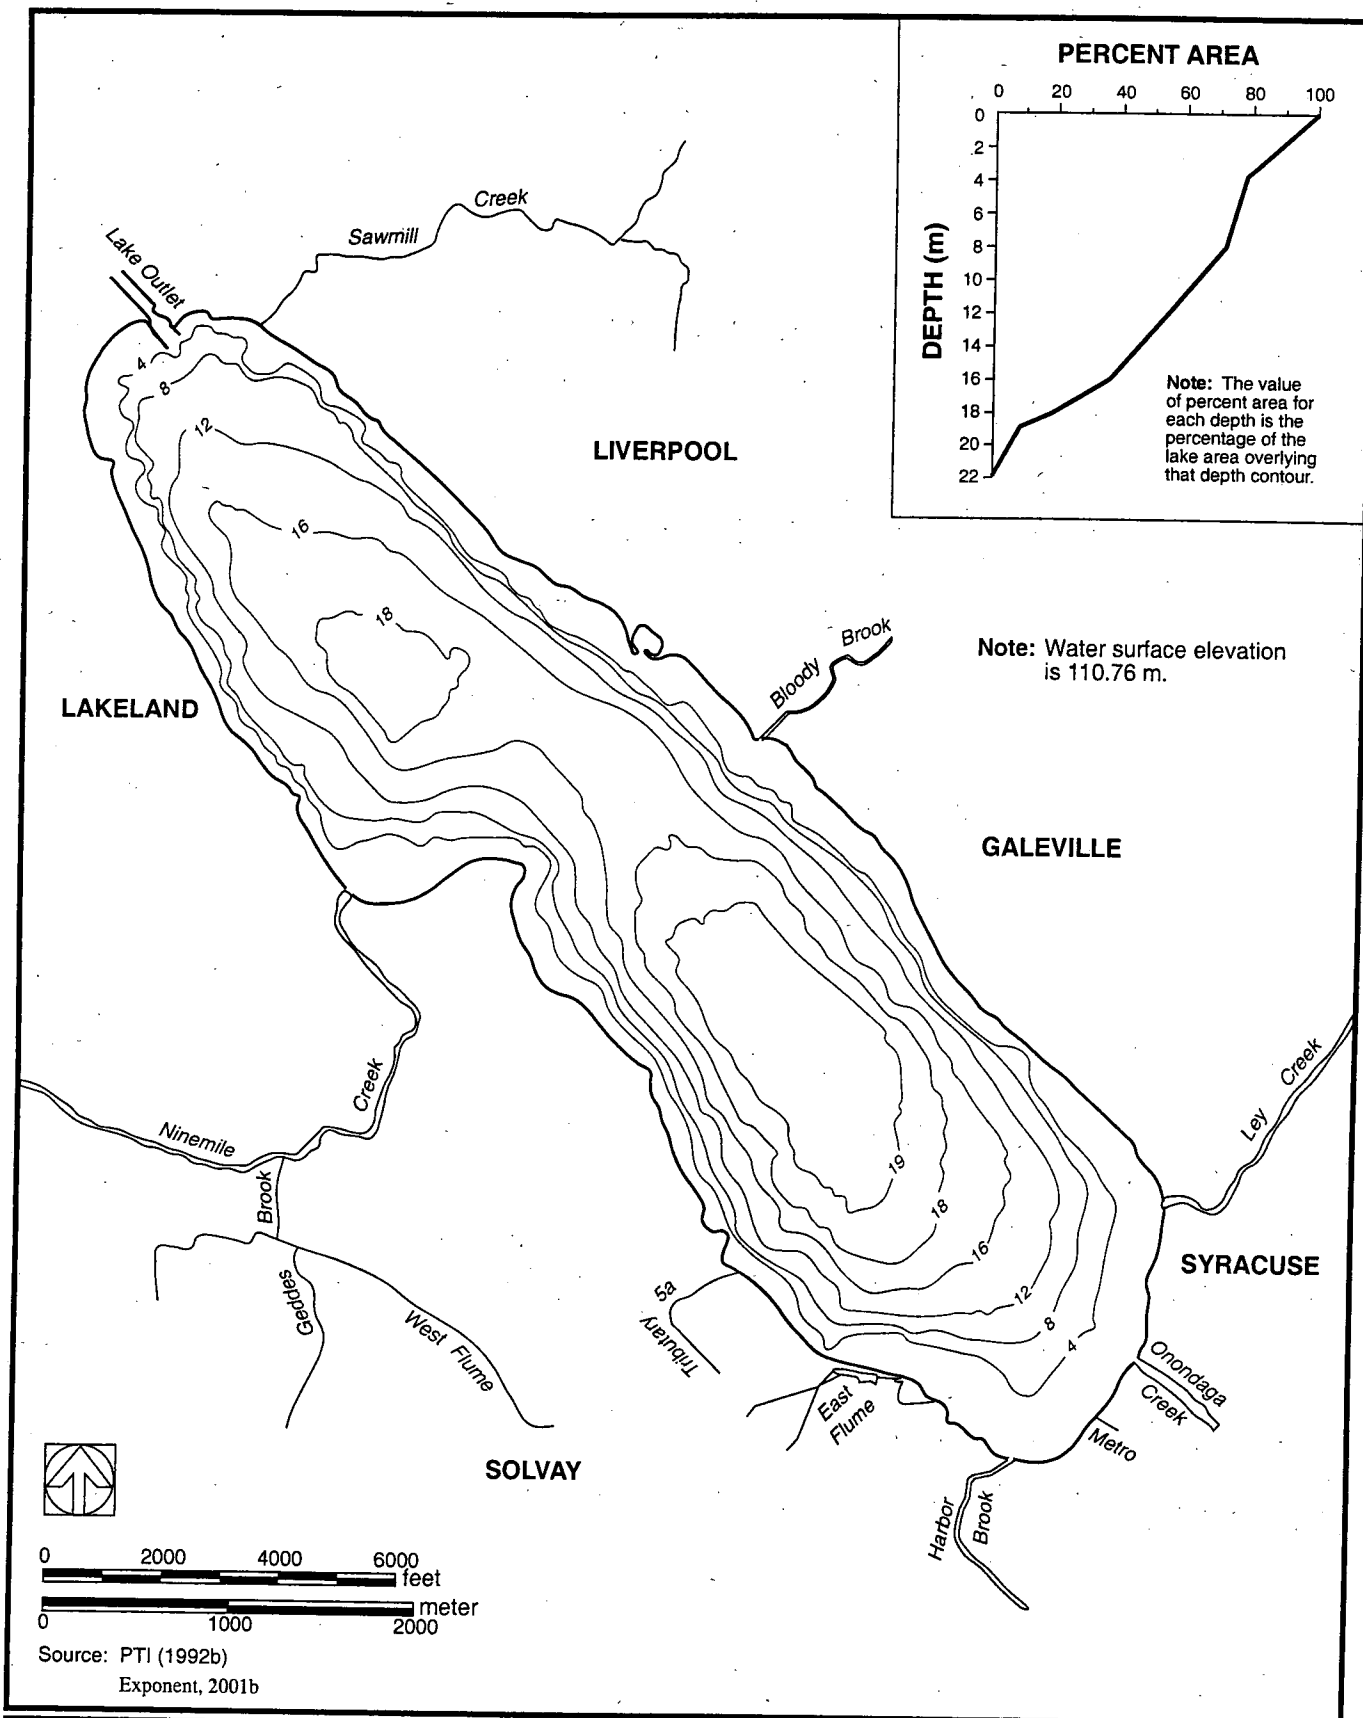 PERCENT AREA
0 20 40 60 80 100
0
2
4
6
8
10
12
14
16
18
20
22
DEPTH (m)
Note: The value
of percent area for
each depth is the
percentage of the
lake area overlying
that depth contour.
Sawmill Creek
Lake Outlet
4
8
12
16
18
LIVERPOOL
Note: Water surface elevation
is 110.76 m.
Bloody Brook
LAKELAND
GALEVILLE
Ninemile Creek
Ley Creek
Geddes Brook
West Flume
19
18
16
12
8
4
SYRACUSE
Tributary 5a
East
Flume
Onondaga
Creek
Metro
Harbor
Brook
SOLVAY
0 2000 4000 6000
feet
meter
0 1000 2000
Source: PTI (1992b)
Exponent, 2001b